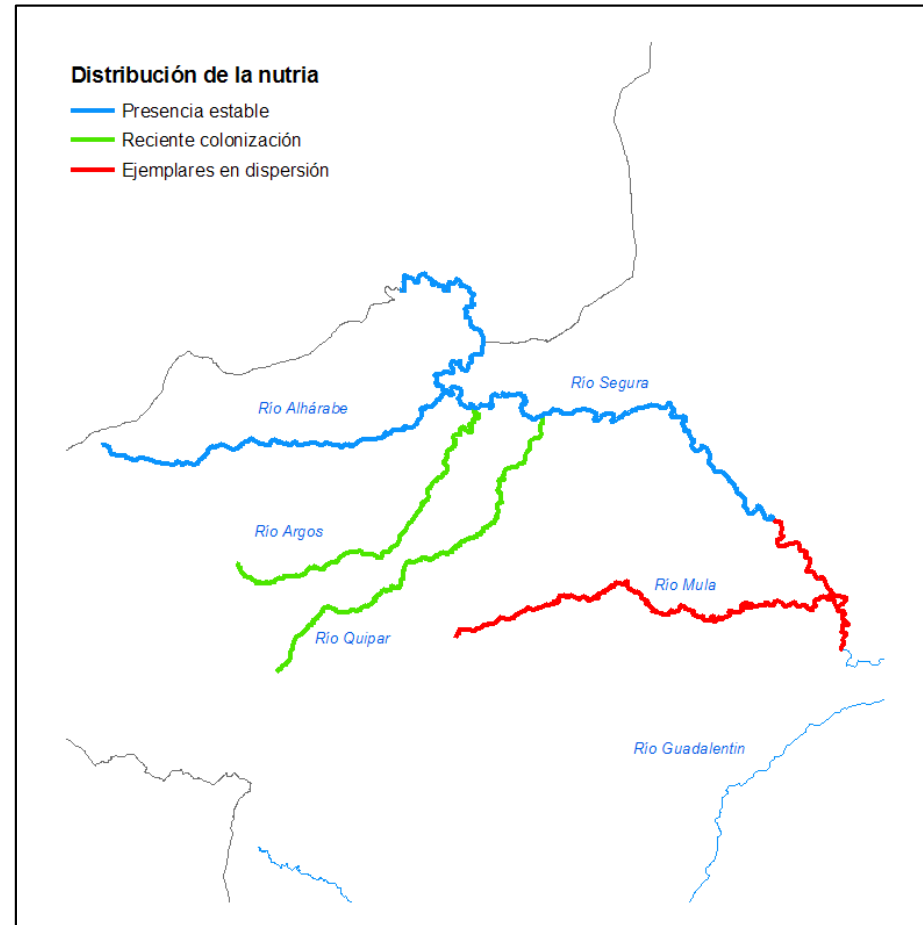 Distribución de la nutria
Presencia estable
Reciente colonización
Ejemplares en dispersión
Río Segura
Río Alhárabe
Río Argos
Río Mula
Río Quipar
Río Guadalentin